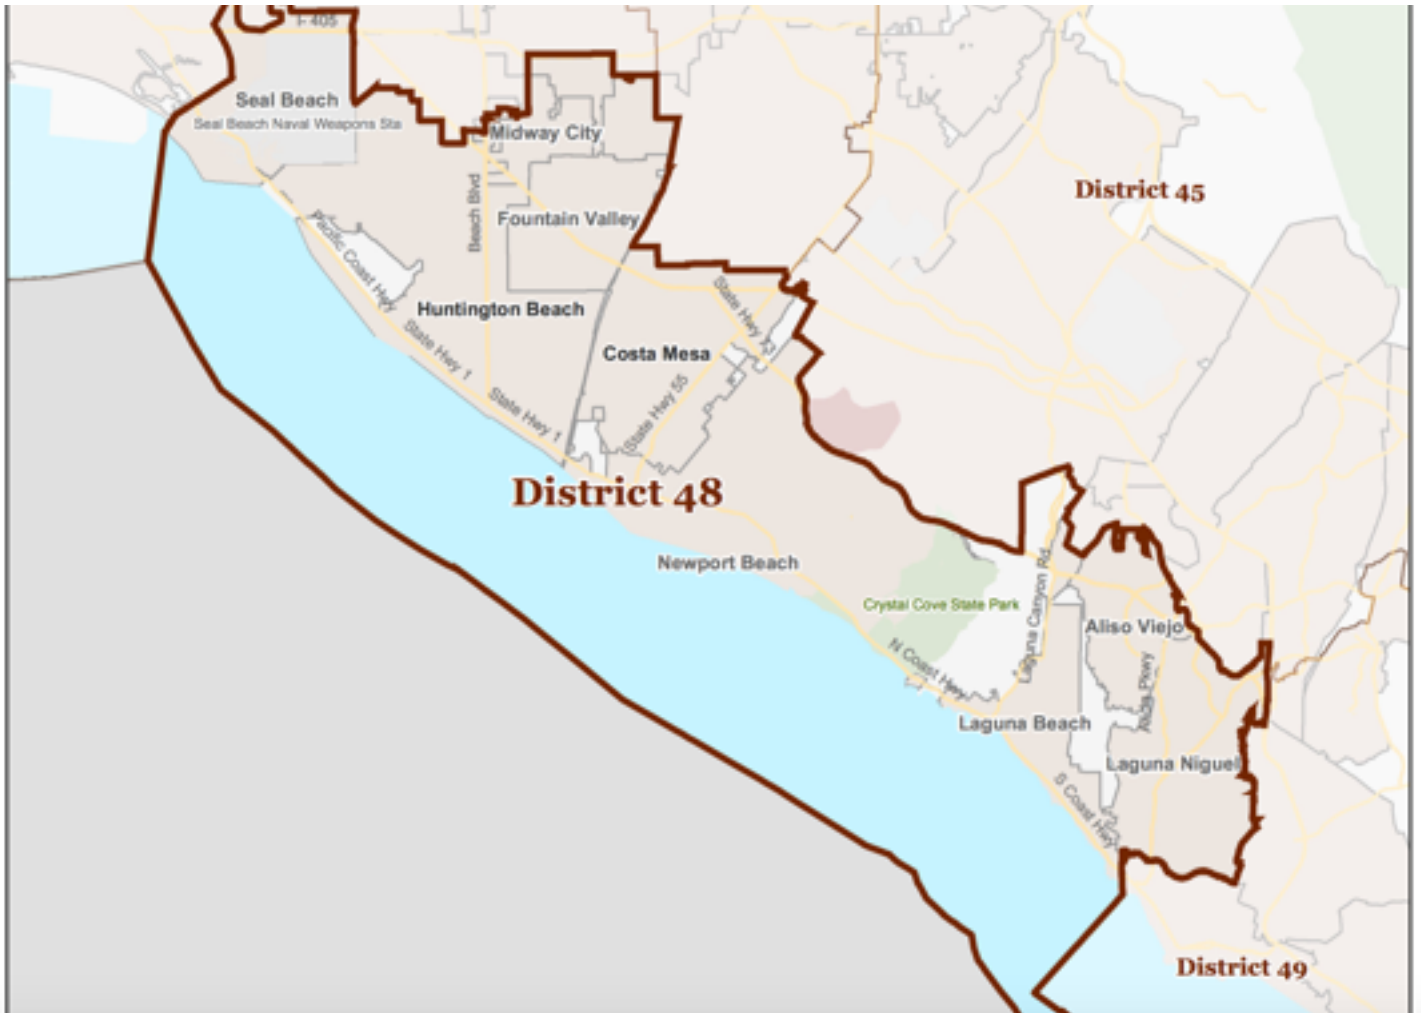 I- 405
Seal Beach
Seal Beach Naval Weapons Sta
Midway City
District 45
Beach Blvd
Fountain Valley
Pacific Coast Hwy
Huntington Beach
State Hwy 73
State Hwy 1
Costa Mesa
State Hwy 55
State Hwy 1
District 48
Newport Beach
Laguna Canyon Rd
Crystal Cove State Park
Aliso Viejo
N Coast Hwy
Alicia Pkwy
Laguna Beach
Laguna Niguel
S Coast Hwy
District 49